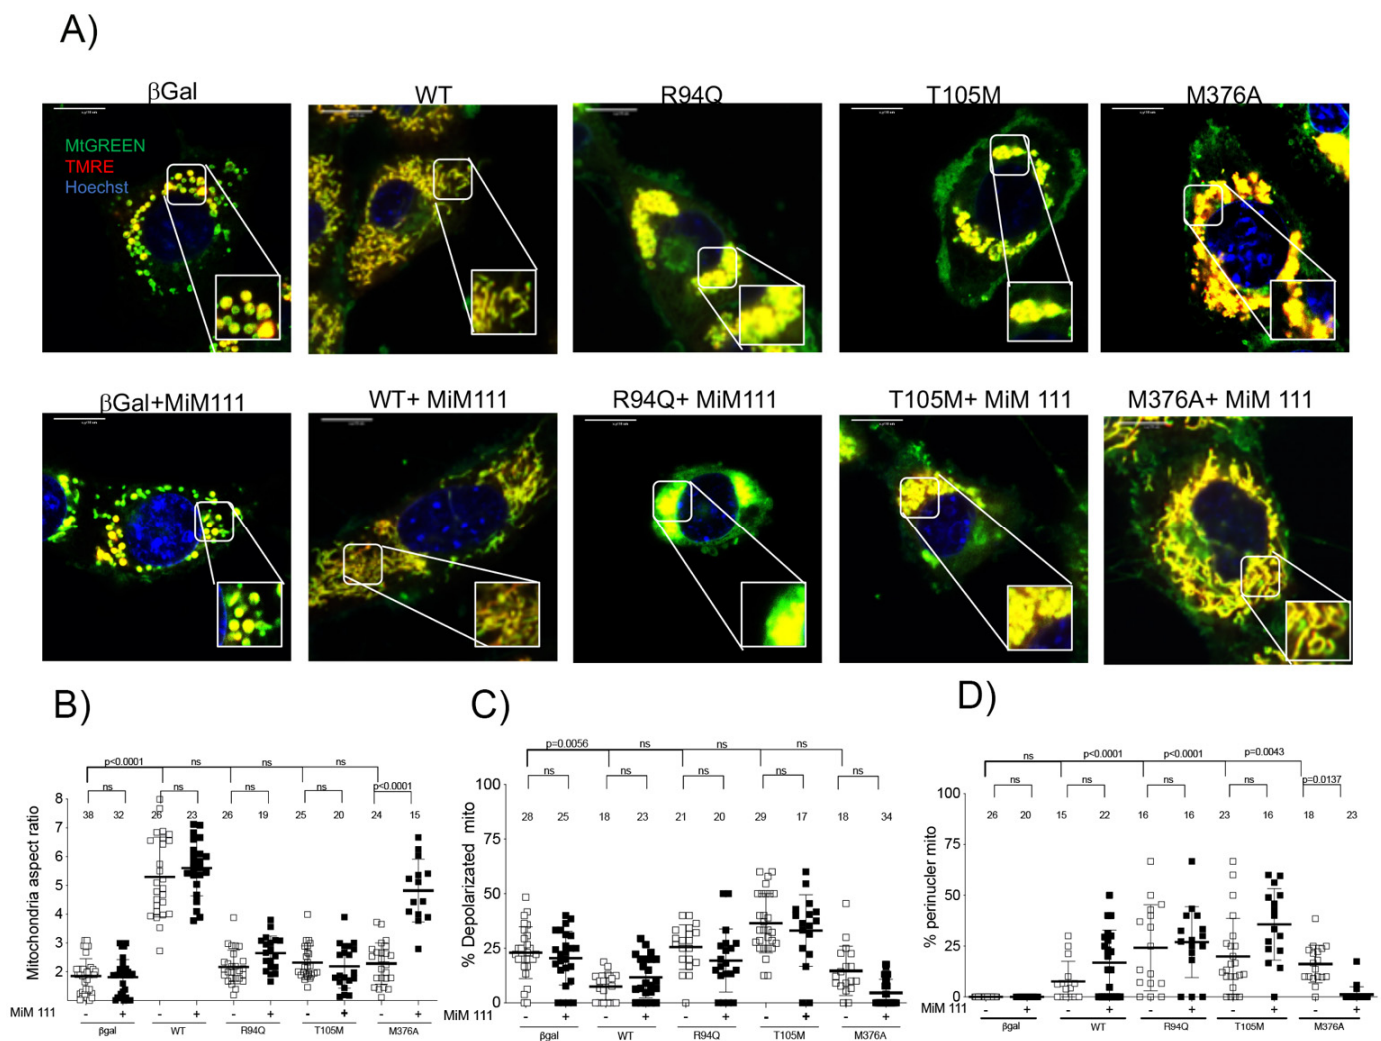 A)
βGal
WT
R94Q
T105M
M376A
MtGREEN
TMRE
Hoechst
βGal+MiM111
WT+ MiM111
R94Q+ MiM111
T105M+ MiM 111
M376A+ MiM 111
B)
p<0.0001 ns ns ns
ns ns ns ns p<0.0001
38 32 26 23 26 19 25 20 24 15
Mitochondria aspect ratio
8
7
6
5
4
3
2
MiM 111 - + - + - + - + - +
βgal WT R94Q T105M M376A
C)
p=0.0056 ns ns ns
ns ns ns ns ns
28 25 18 23 21 20 29 17 18 34
% Depolarizated mito
100
75
50
25
0
MiM 111 - + - + - + - + - +
βgal WT R94Q T105M M376A
D)
ns p<0.0001 p<0.0001 p=0.0043
ns ns ns ns p=0.0137
26 20 15 22 16 16 23 16 18 23
% perinucler mito
100
75
50
25
0
MiM 111 - + - + - + - + - +
βgal WT R94Q T105M M376A